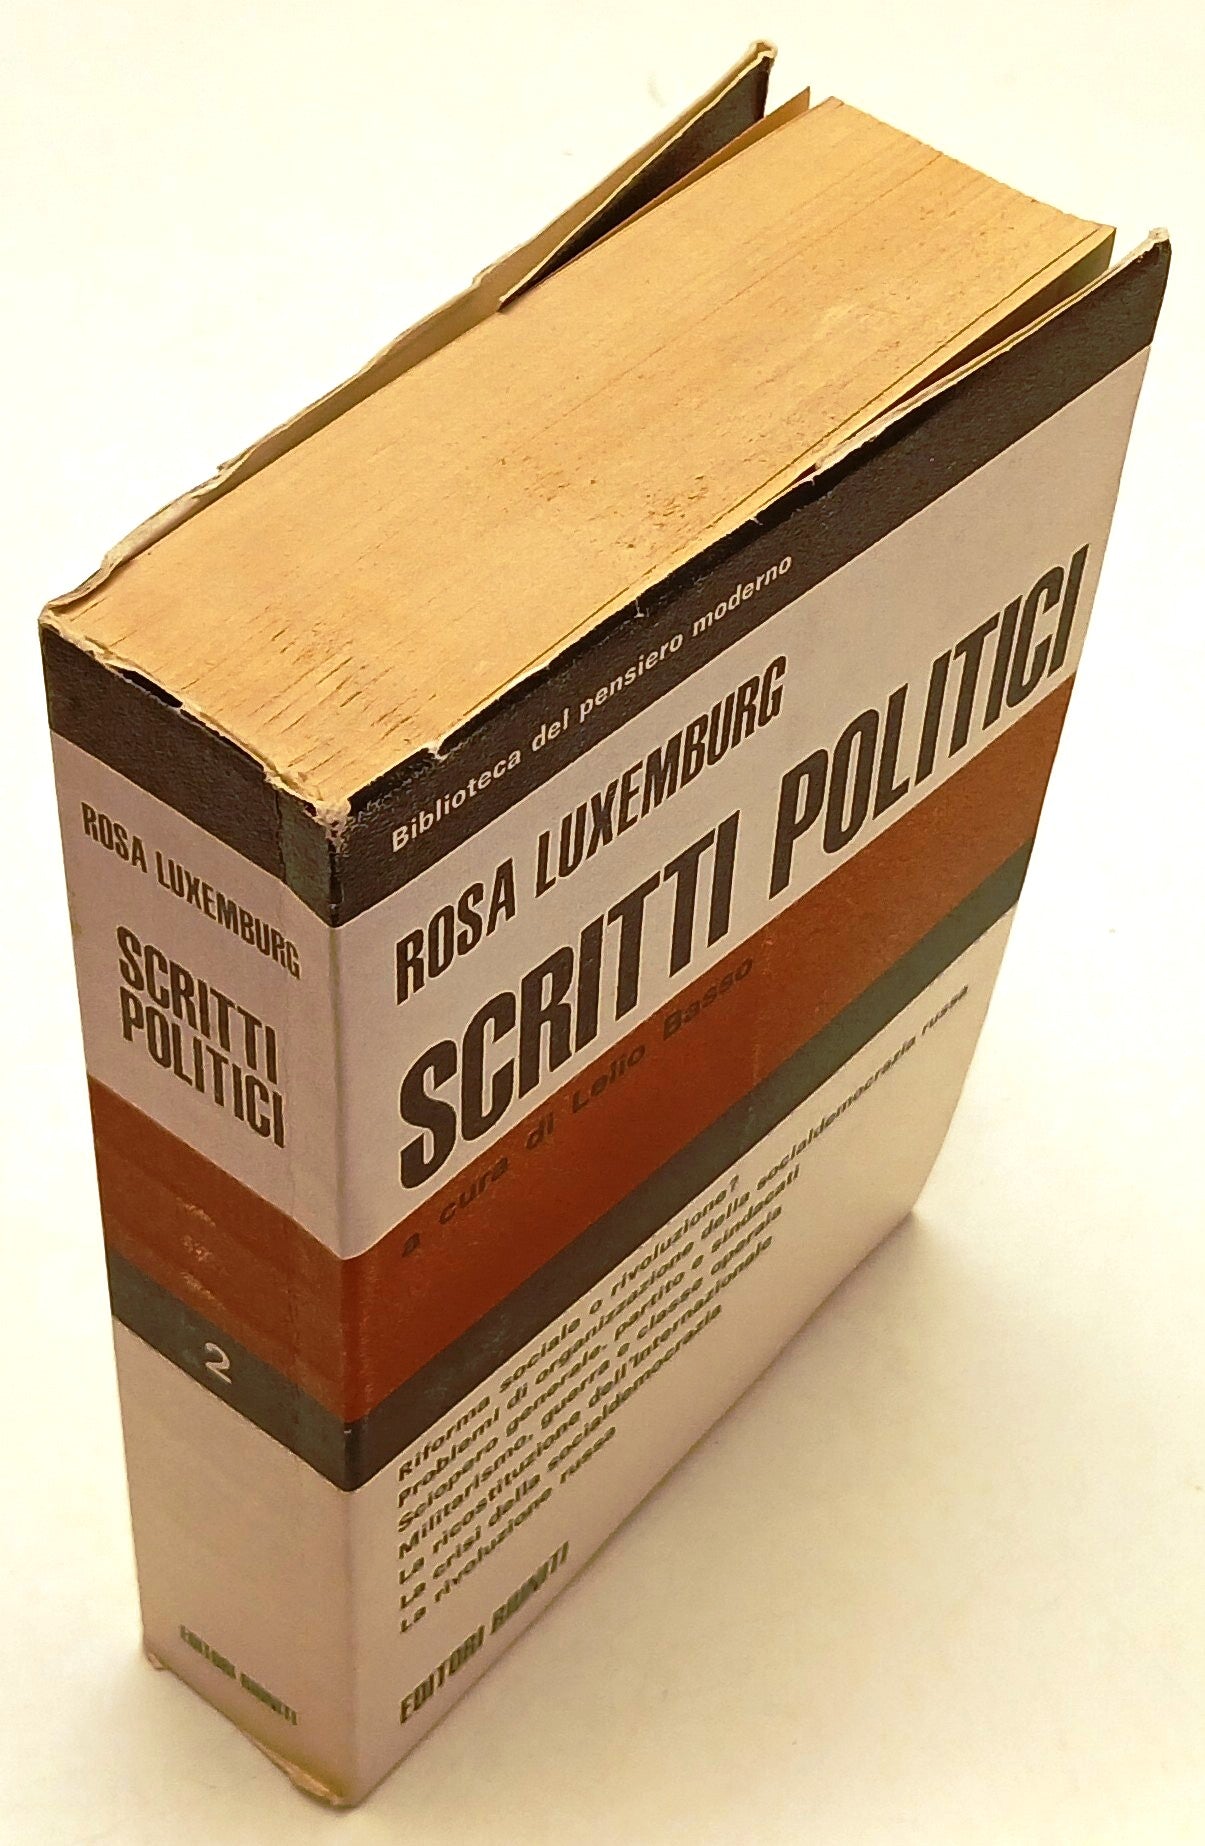 ROSA LUXEMBURG
SCRITTI
POLITICI
2
EDITORI RIUNITI
Biblioteca del pensiero moderno
ROSA LUXEMBURG
SCRITTI POLITICI
a cura di Lelio Basso
Riforma sociale o rivoluzione?
Problemi di organizzazione della socialdemocrazia russa
Sciopero generale, partito e sindacati
Militarismo, guerra e classe operaia
La ricostituzione dell'Internazionale
La crisi della socialdemocrazia
La rivoluzione russa
EDITORI RIUNITI